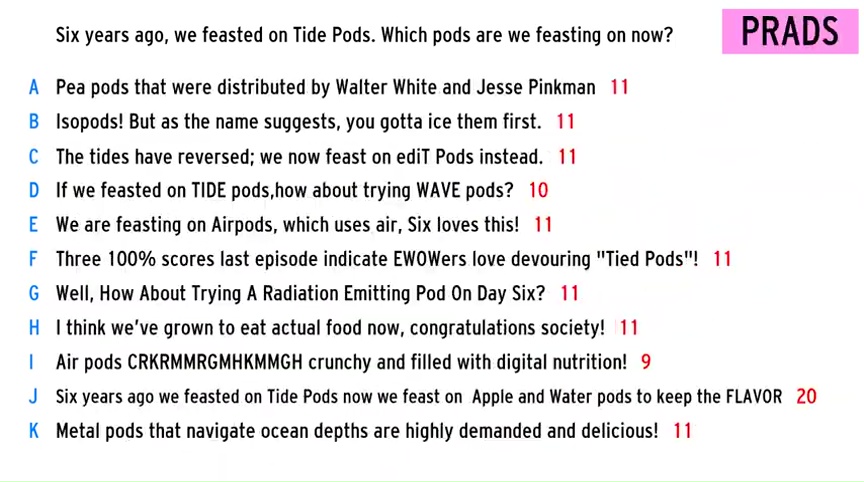 Six years ago, we feasted on Tide Pods. Which pods are we feasting on now?
PRADS
A Pea pods that were distributed by Walter White and Jesse Pinkman 11
B Isopods! But as the name suggests, you gotta ice them first. 11
C The tides have reversed; we now feast on ediT Pods instead. 11
D If we feasted on TIDE pods,how about trying WAVE pods? 10
E We are feasting on Airpods, which uses air, Six loves this! 11
F Three 100% scores last episode indicate EWOWers love devouring "Tied Pods"! 11
G Well, How About Trying A Radiation Emitting Pod On Day Six? 11
H I think we've grown to eat actual food now, congratulations society! 11
I Air pods CRKRMMRGMHKMMGH crunchy and filled with digital nutrition! 9
J Six years ago we feasted on Tide Pods now we feast on Apple and Water pods to keep the FLAVOR 20
K Metal pods that navigate ocean depths are highly demanded and delicious! 11